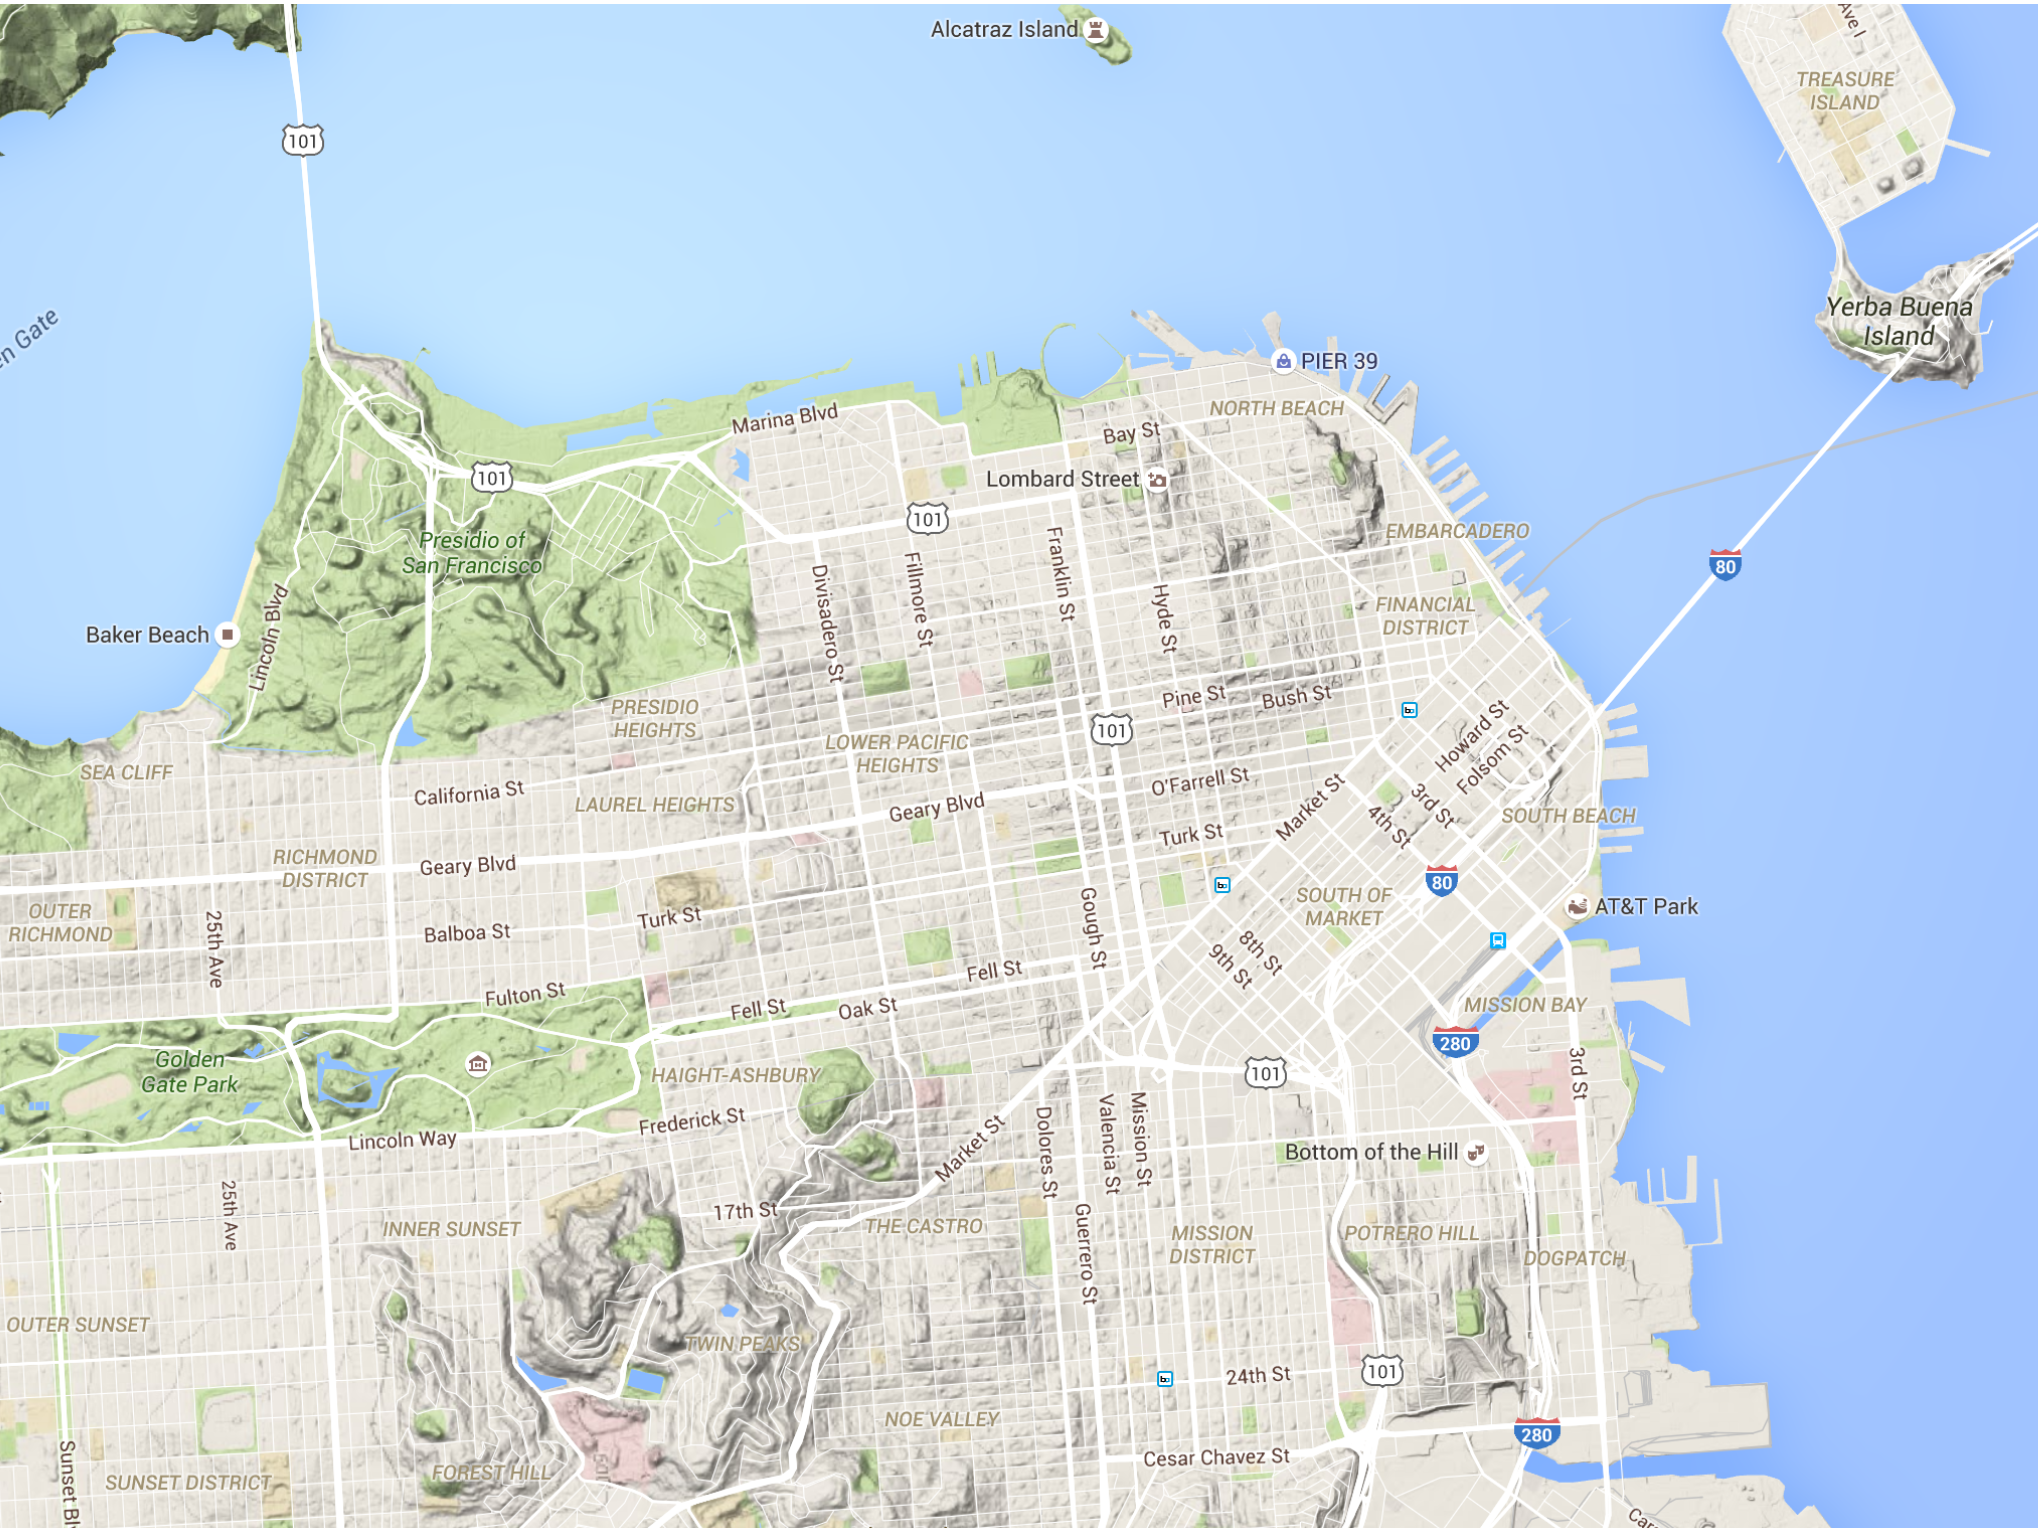 Alcatraz Island
Ave I
TREASURE
ISLAND
101
Yerba Buena
Island
n Gate
PIER 39
NORTH BEACH
Marina Blvd
Bay St
101
Lombard Street
101
EMBARCADERO
Presidio of
San Francisco
80
Franklin St
Fillmore St
Divisadero St
Hyde St
FINANCIAL
DISTRICT
Baker Beach
Lincoln Blvd
Pine St
Bush St
PRESIDIO
HEIGHTS
101
LOWER PACIFIC
HEIGHTS
Howard St
Folsom St
SEA CLIFF
California St
LAUREL HEIGHTS
Geary Blvd
O'Farrell St
Market St
3rd St
4th St
SOUTH BEACH
Turk St
RICHMOND
DISTRICT
Geary Blvd
80
OUTER
RICHMOND
25th Ave
Balboa St
Turk St
Gough St
SOUTH OF
MARKET
AT&T Park
8th St
9th St
Fell St
Fulton St
Fell St
Oak St
MISSION BAY
280
Golden
Gate Park
HAIGHT-ASHBURY
101
3rd St
Lincoln Way
Frederick St
Market St
Dolores St
Valencia St
Mission St
Bottom of the Hill
25th Ave
INNER SUNSET
17th St
THE CASTRO
Guerrero St
MISSION
DISTRICT
POTRERO HILL
DOGPATCH
OUTER SUNSET
TWIN PEAKS
24th St
101
NOE VALLEY
280
Sunset Bl
SUNSET DISTRICT
FOREST HILL
Cesar Chavez St